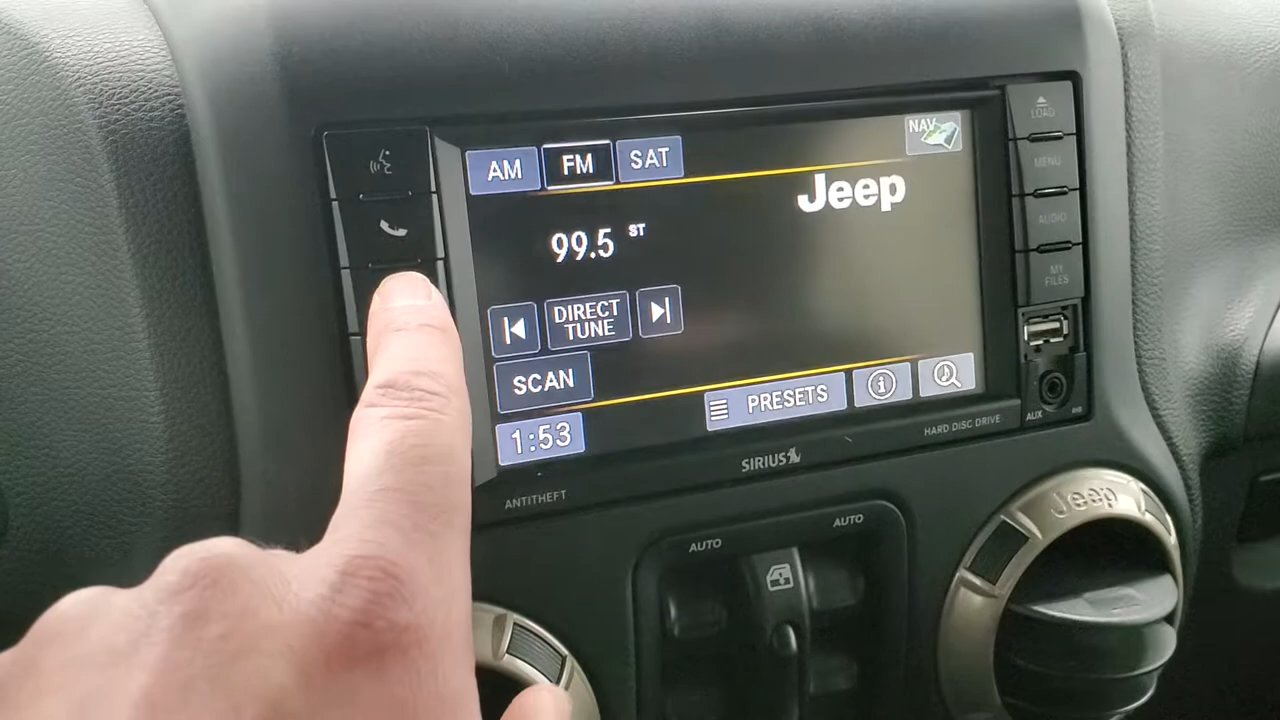 LOAD
NAV
AM FM SAT
MENU
Jeep
99.5 ST
AUDIO
MY
FILES
DIRECT
TUNE
SCAN
PRESETS
1:53
AUX
HARD DISC DRIVE
SIRIUS
ANTITHEFT
Jeep
AUTO AUTO